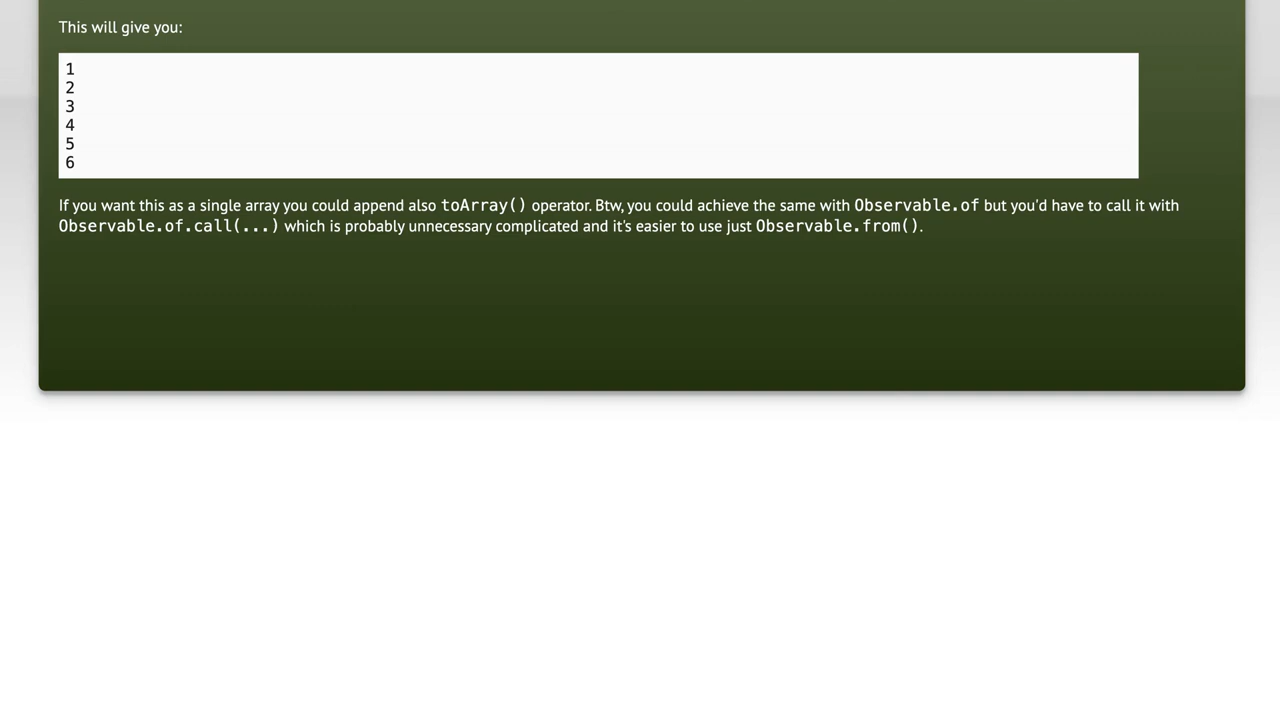 This will give you:
1
2
3
4
5
6
If you want this as a single array you could append also toArray() operator. Btw, you could achieve the same with Observable.of but you'd have to call it with
Observable.of.call(...) which is probably unnecessary complicated and it's easier to use just Observable.from().